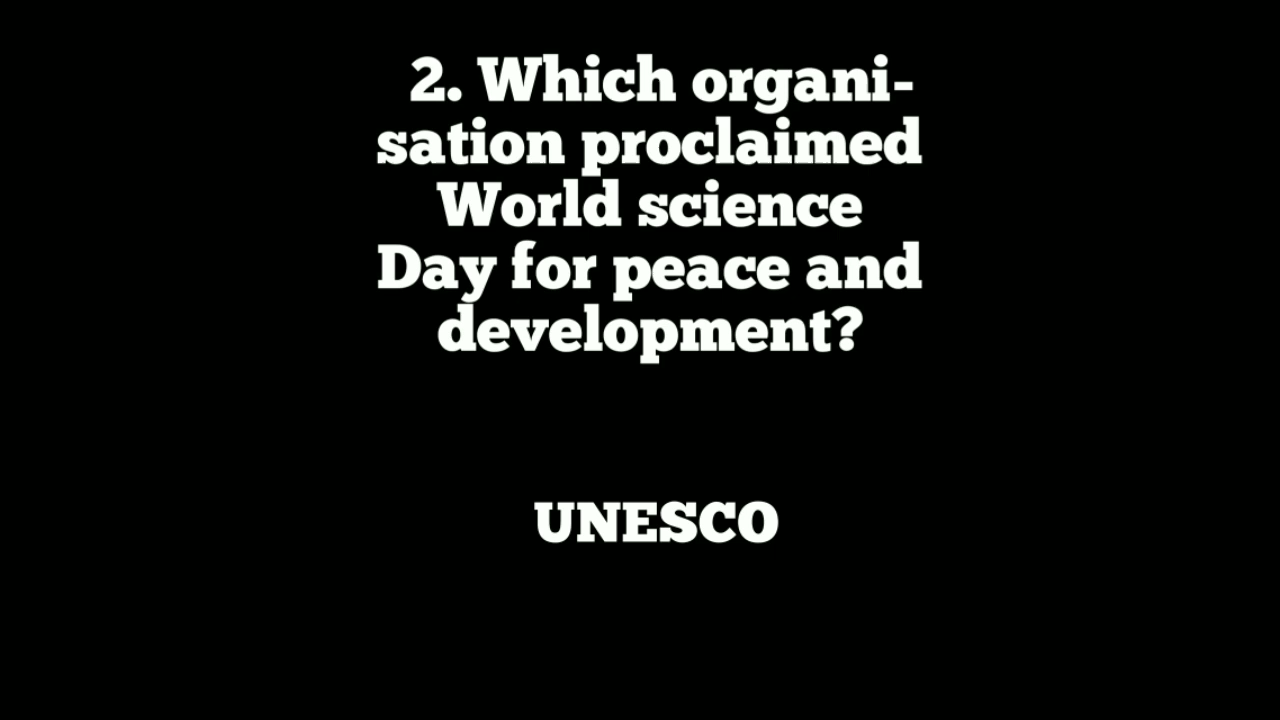 2. Which organi-
sation proclaimed
World science
Day for peace and
development?
UNESCO